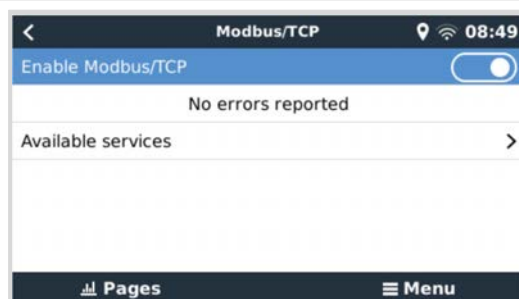 Modbus/TCP 08:49
Enable Modbus/TCP
No errors reported
Available services
Pages Menu